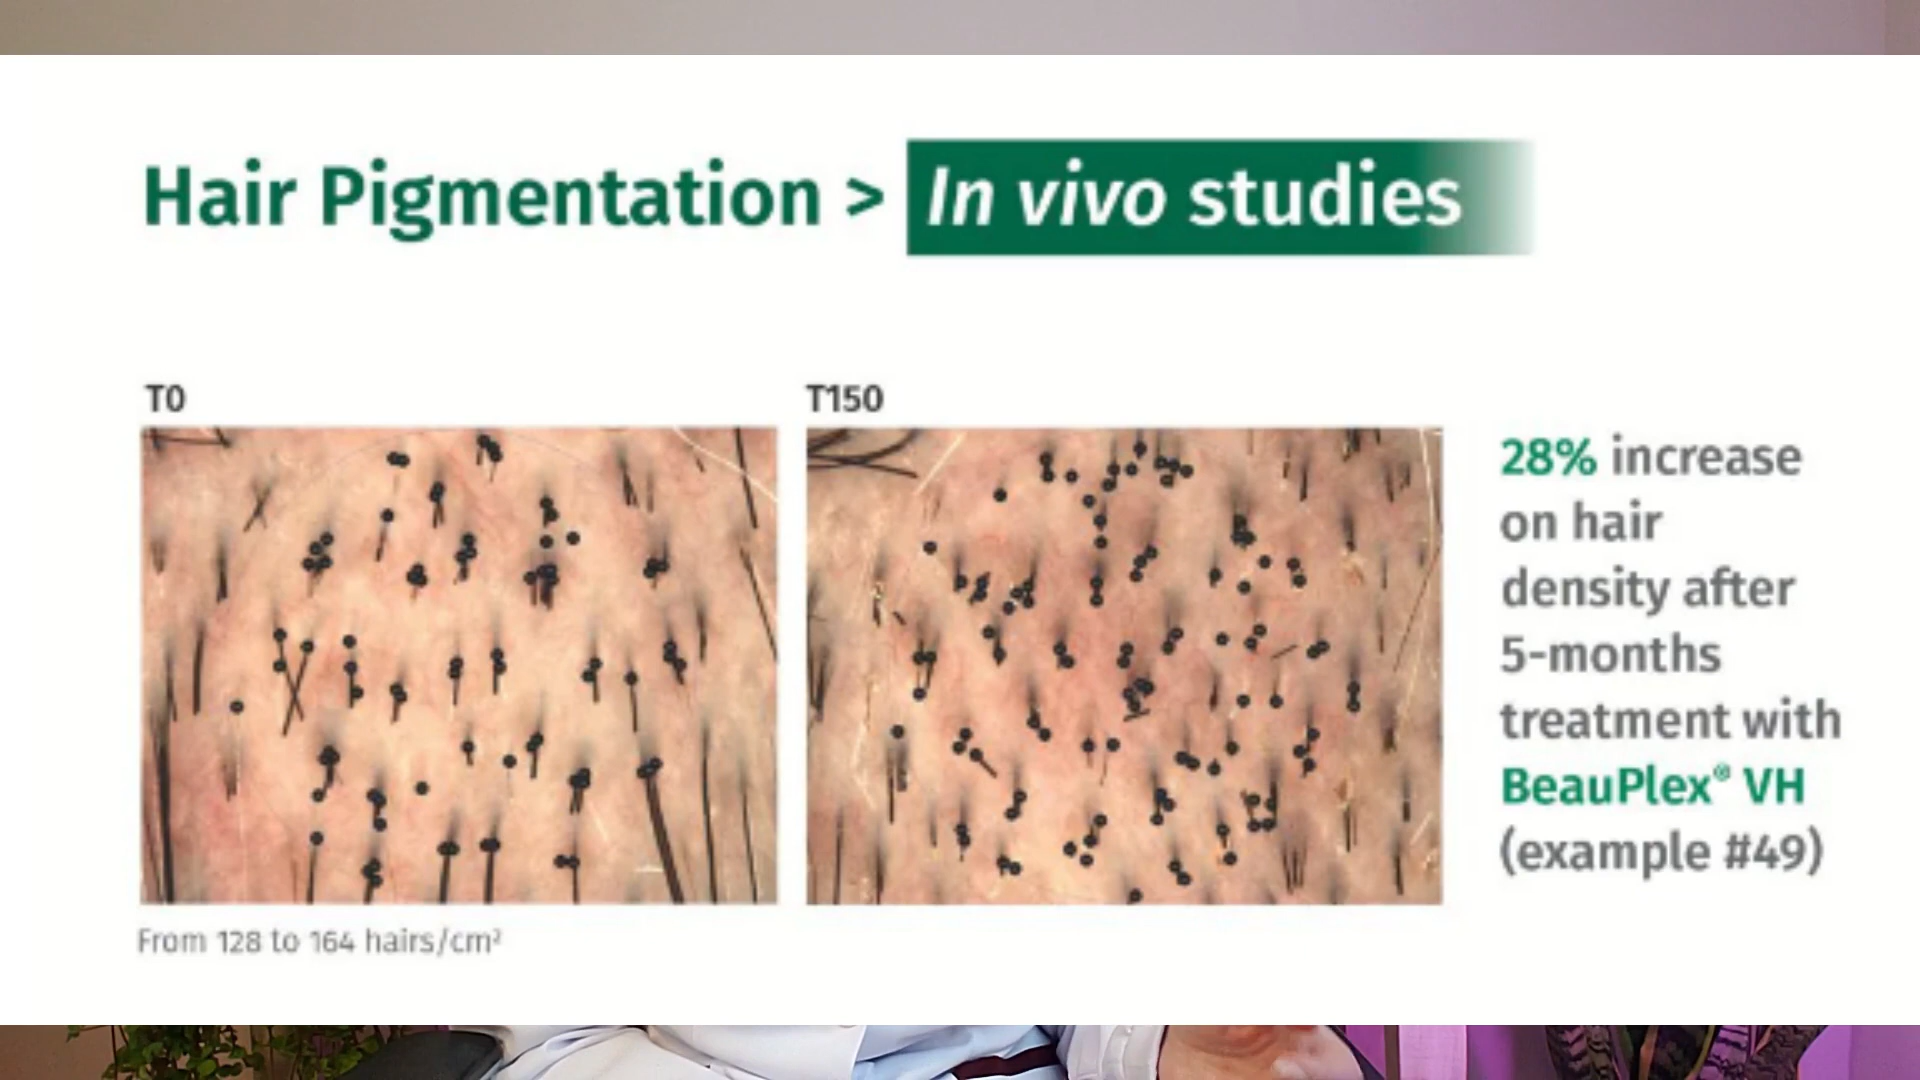 Hair Pigmentation > In vivo studies
T0
T150
28% increase
on hair
density after
5-months
treatment with
BeauPlex® VH
(example #49)
From 128 to 164 hairs/cm²